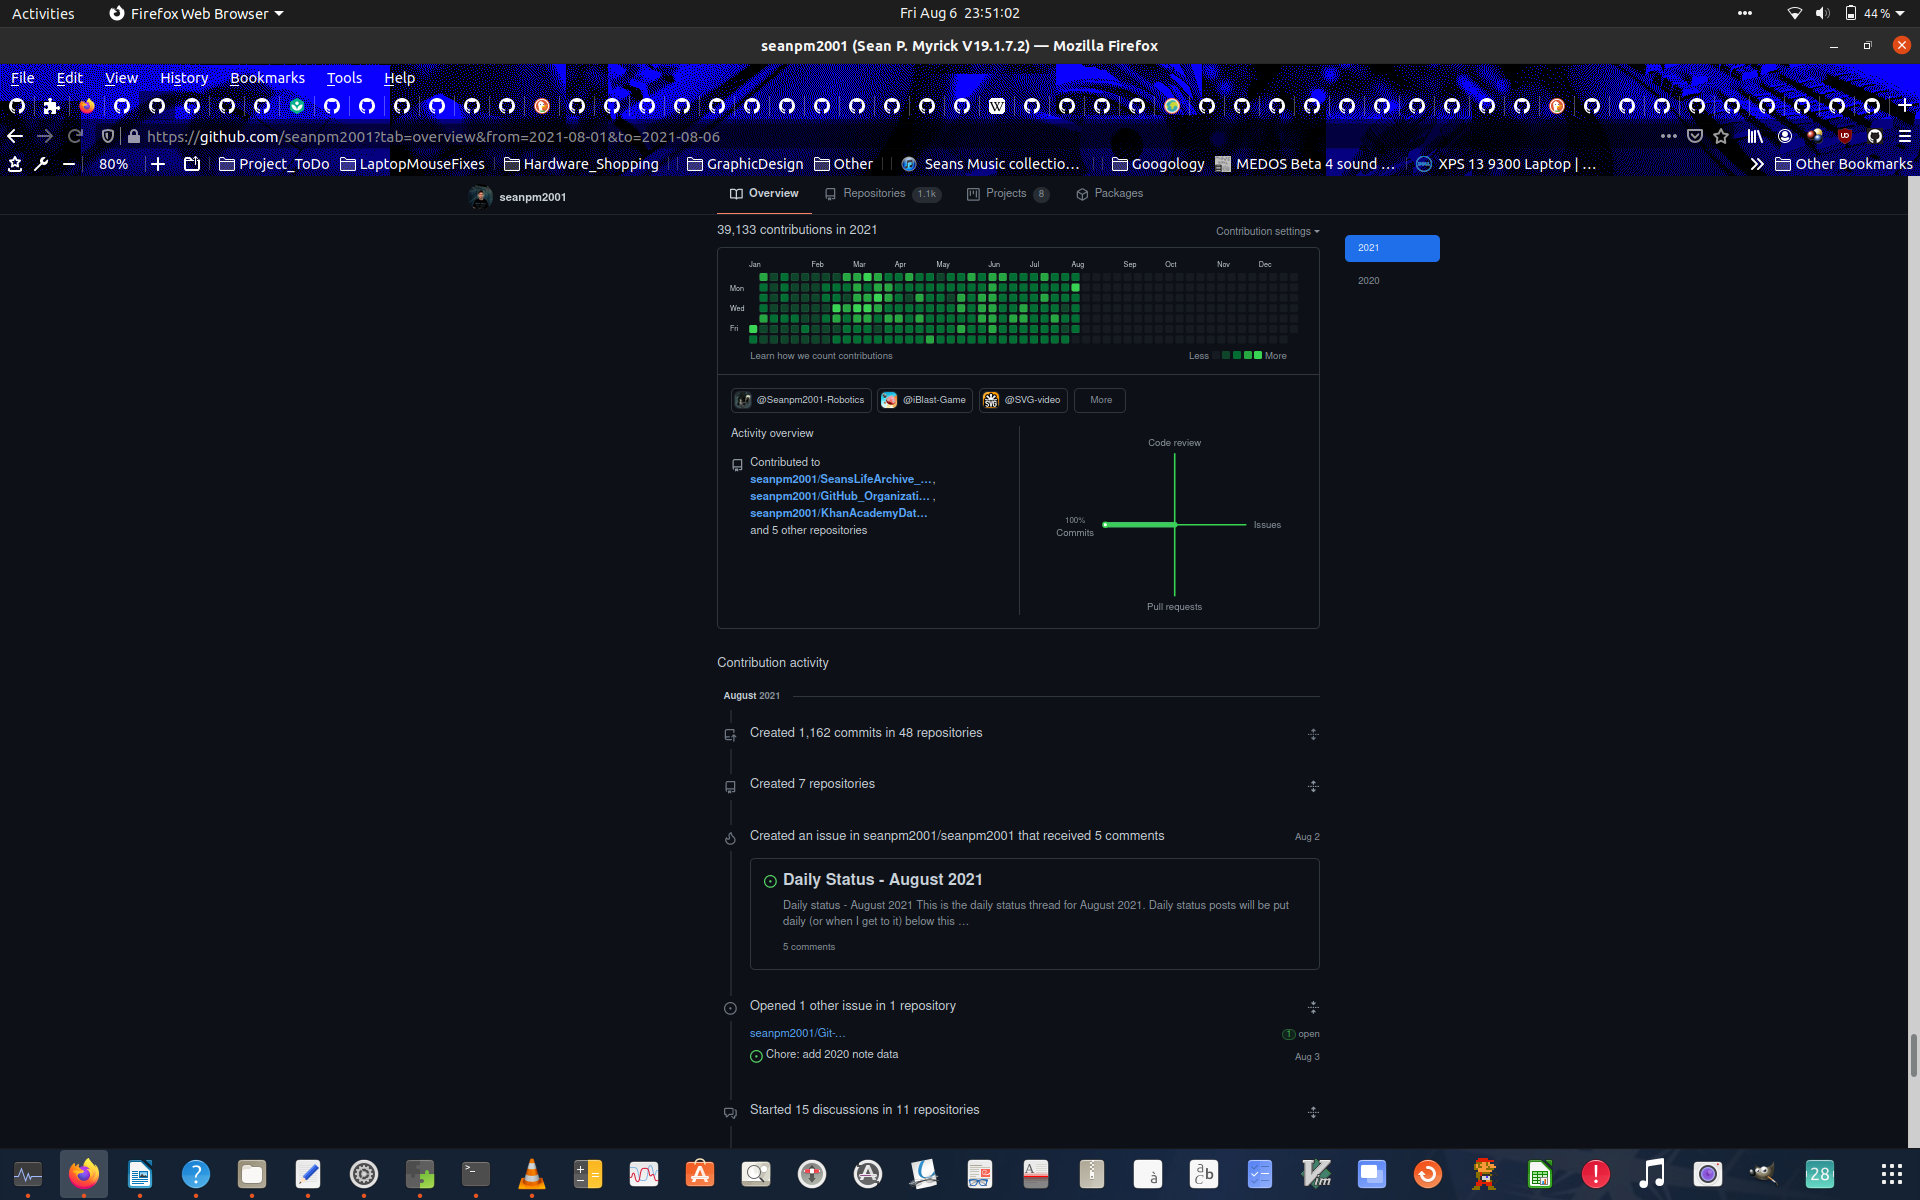 Activities
Firefox Web Browser
Fri Aug 6 23:51:02
44 %
seanpm2001 (Sean P. Myrick V19.1.7.2) — Mozilla Firefox
File Edit View History Bookmarks Tools Help
https://github.com/seanpm2001?tab=overview&from=2021-08-01&to=2021-08-06
80%
Project_ToDo
LaptopMouseFixes
Hardware_Shopping
GraphicDesign
Other
Seans Music collectio…
Googology
MEDOS Beta 4 sound …
XPS 13 9300 Laptop | …
Other Bookmarks
seanpm2001
Overview
Repositories 1.1k
Projects 8
Packages
39,133 contributions in 2021
Contribution settings
2021
2020
Jan Feb Mar Apr May Jun Jul Aug Sep Oct Nov Dec
Mon
Wed
Fri
Learn how we count contributions
Less More
@Seanpm2001-Robotics
@iBlast-Game
@SVG-video
More
Activity overview
Contributed to
seanpm2001/SeansLifeArchive_…,
seanpm2001/GitHub_Organizati…,
seanpm2001/KhanAcademyDat…
and 5 other repositories
Code review
100%
Commits
Issues
Pull requests
Contribution activity
August 2021
Created 1,162 commits in 48 repositories
Created 7 repositories
Created an issue in seanpm2001/seanpm2001 that received 5 comments
Aug 2
Daily Status - August 2021
Daily status - August 2021 This is the daily status thread for August 2021. Daily status posts will be put
daily (or when I get to it) below this …
5 comments
Opened 1 other issue in 1 repository
seanpm2001/Git-…
1 open
Chore: add 2020 note data
Aug 3
Started 15 discussions in 11 repositories
28